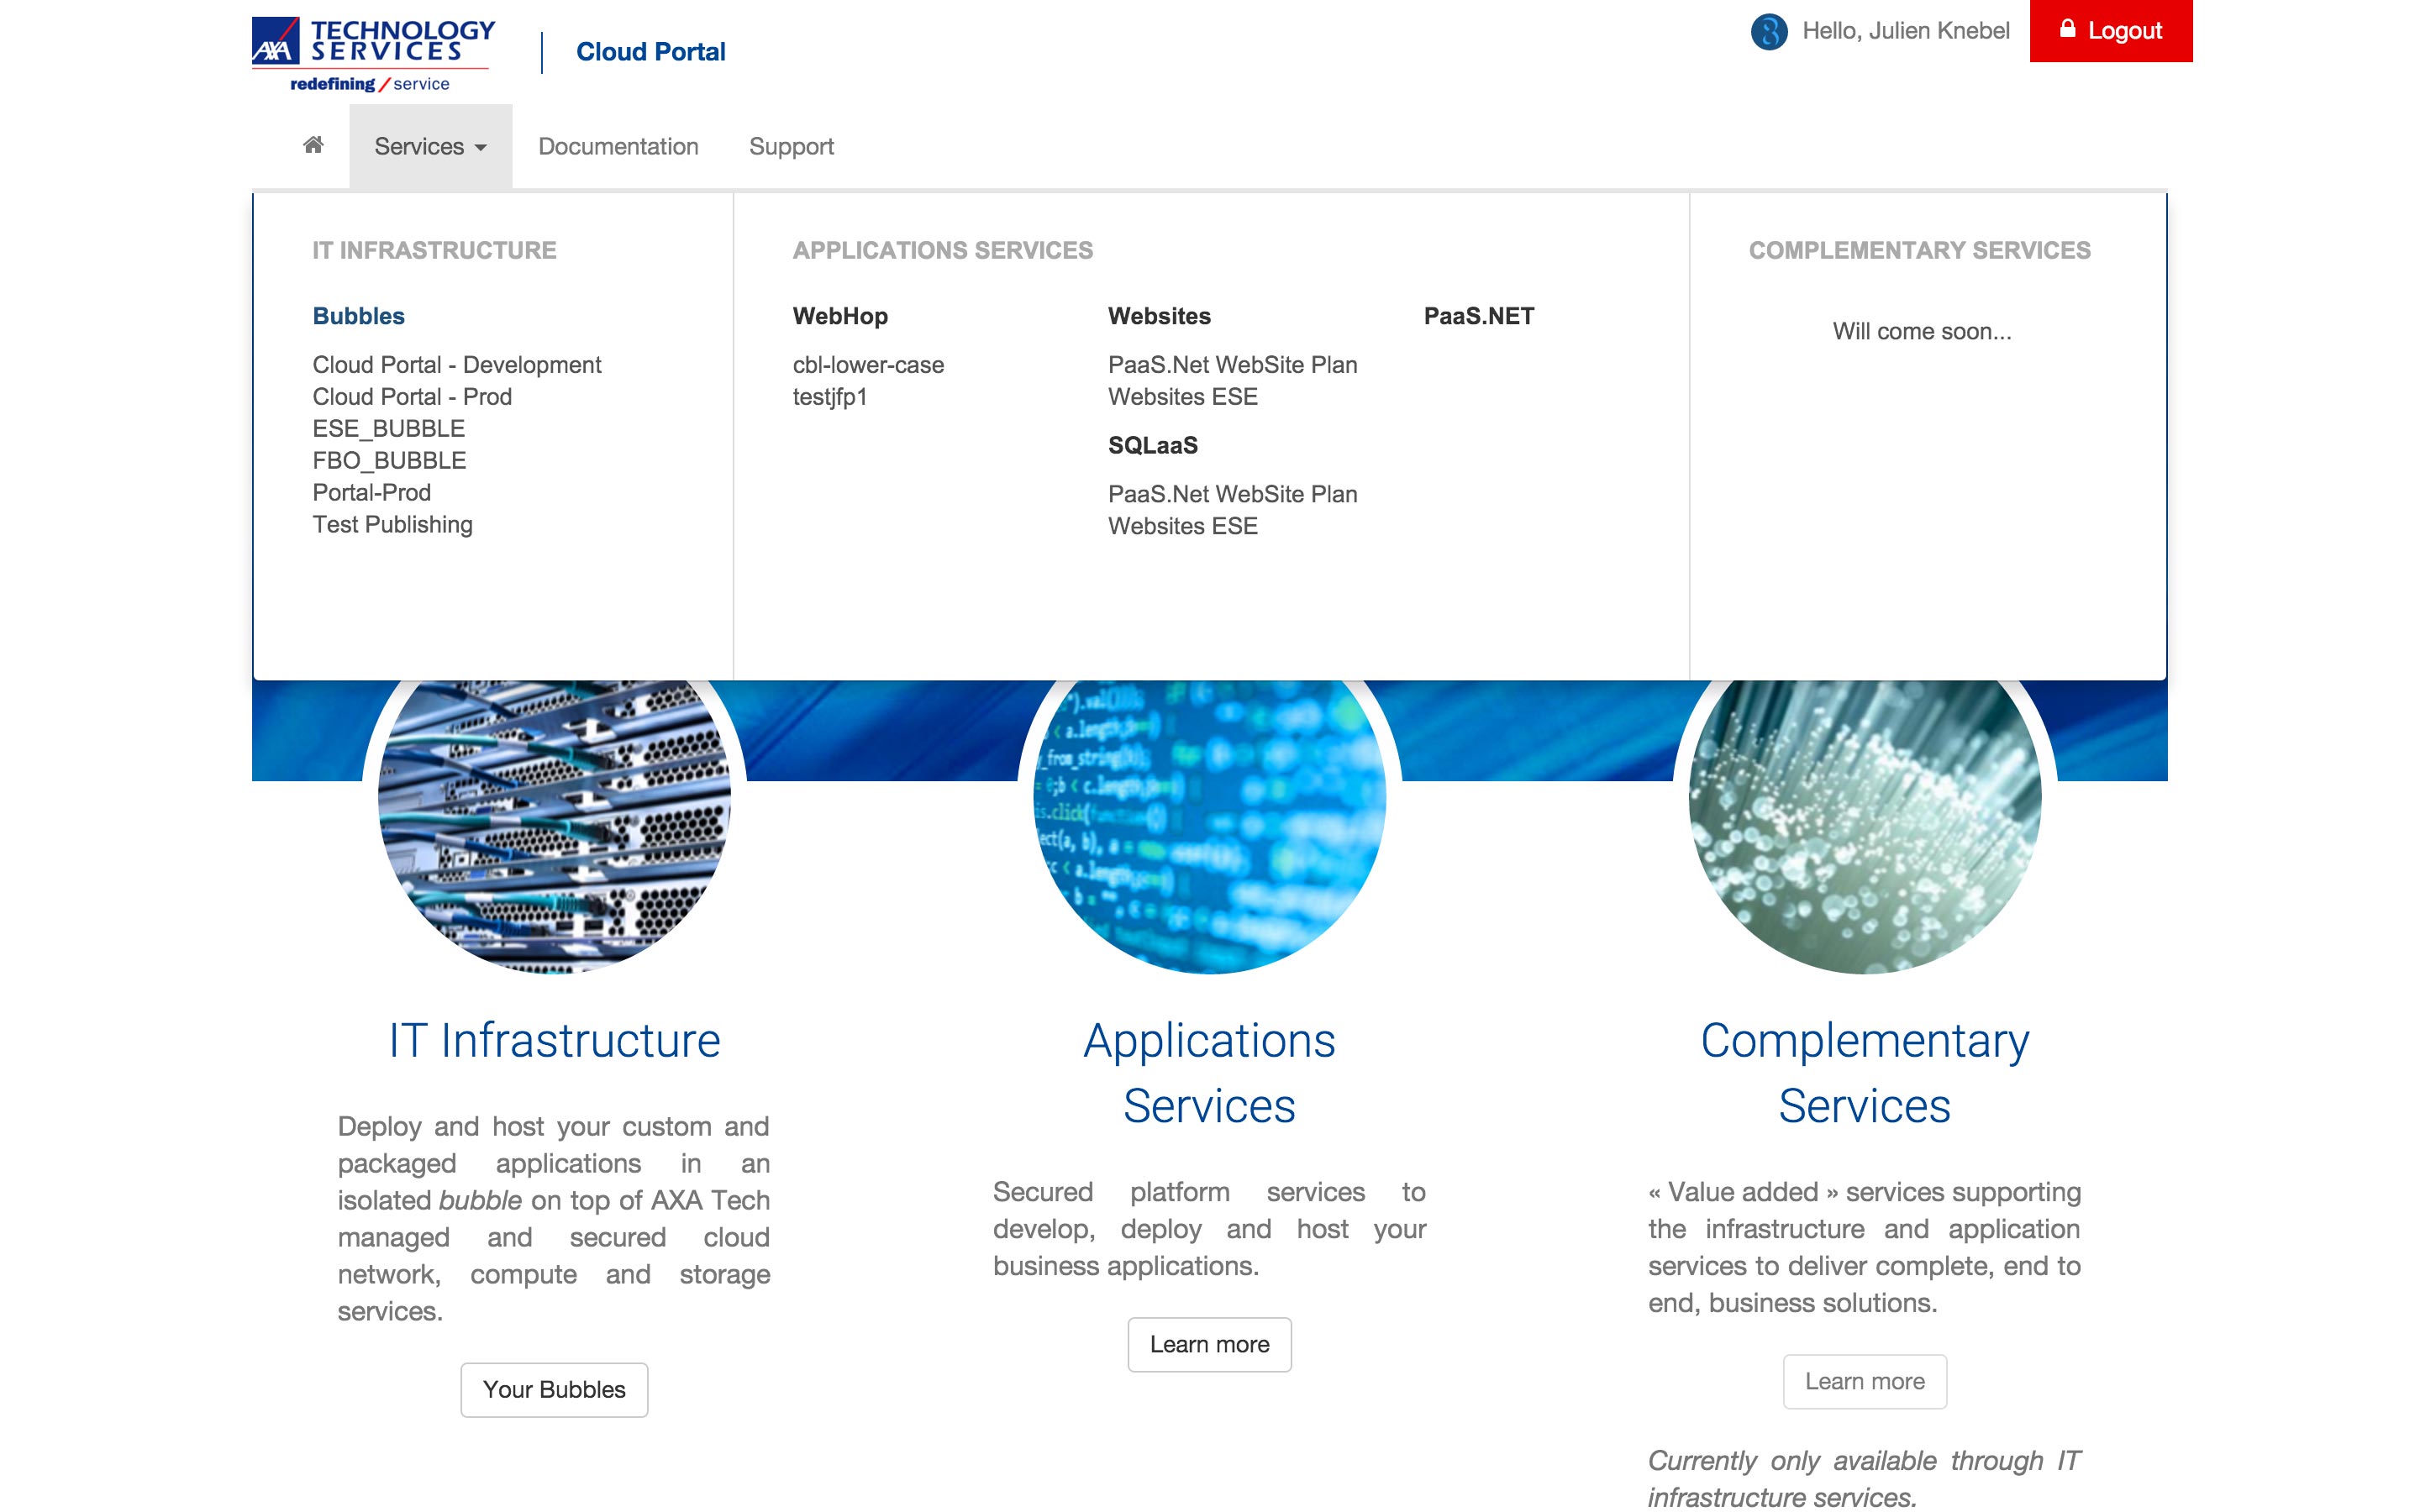 AXA TECHNOLOGY SERVICES
redefining / service
Cloud Portal
Hello, Julien Knebel
Logout
Services
Documentation
Support
IT INFRASTRUCTURE
Bubbles
Cloud Portal - Development
Cloud Portal - Prod
ESE_BUBBLE
FBO_BUBBLE
Portal-Prod
Test Publishing
APPLICATIONS SERVICES
WebHop
cbl-lower-case
testjfp1
Websites
PaaS.Net WebSite Plan
Websites ESE
SQLaaS
PaaS.Net WebSite Plan
Websites ESE
PaaS.NET
COMPLEMENTARY SERVICES
Will come soon...
IT Infrastructure
Deploy and host your custom and
packaged applications in an
isolated bubble on top of AXA Tech
managed and secured cloud
network, compute and storage
services.
Your Bubbles
Applications
Services
Secured platform services to
develop, deploy and host your
business applications.
Learn more
Complementary
Services
« Value added » services supporting
the infrastructure and application
services to deliver complete, end to
end, business solutions.
Learn more
Currently only available through IT
infrastructure services.